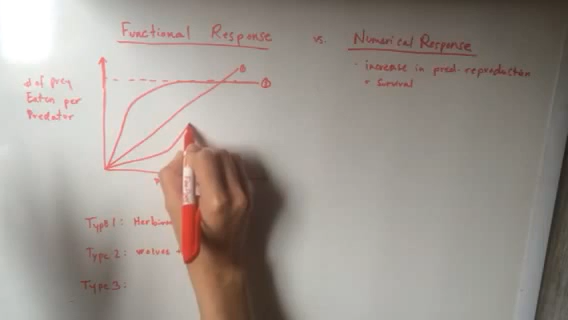 Functional Response
vs.
Numerical Response
# of prey
Eaten per
Predator
· increase in pred. reproduction
+ Survival
Type 1:
Type 2: wolves
Type 3: